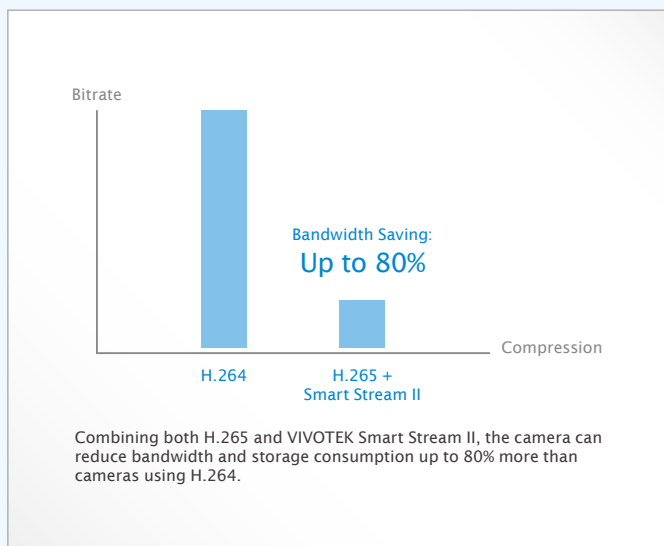 Bitrate
Bandwidth Saving:
Up to 80%
Compression
H.264
H.265 +
Smart Stream II
Combining both H.265 and VIVOTEK Smart Stream II, the camera can
reduce bandwidth and storage consumption up to 80% more than
cameras using H.264.